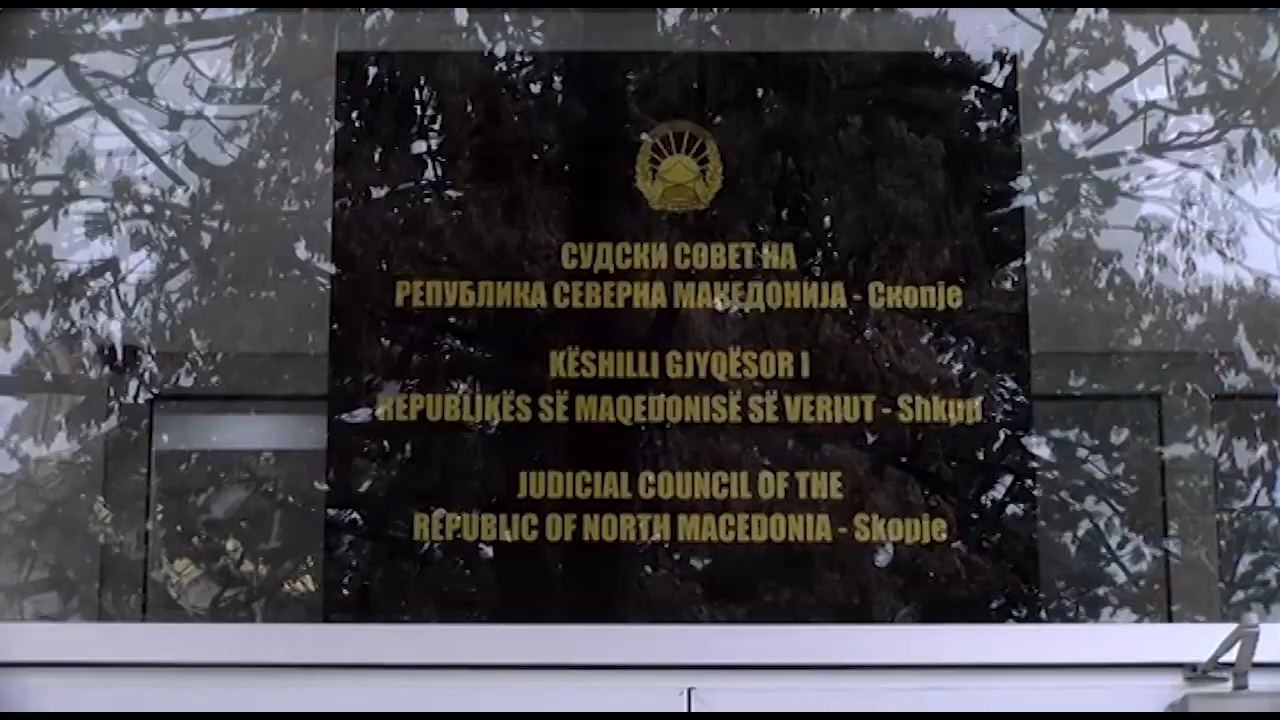 СУДСКИ СОВЕТ НА
РЕПУБЛИКА СЕВЕРНА МАКЕДОНИЈА - Скопје
KËSHILLI GJYQËSOR I
REPUBLIKËS SË MAQEDONISË SË VERIUT - Shkup
JUDICIAL COUNCIL OF THE
REPUBLIC OF NORTH MACEDONIA - Skopje